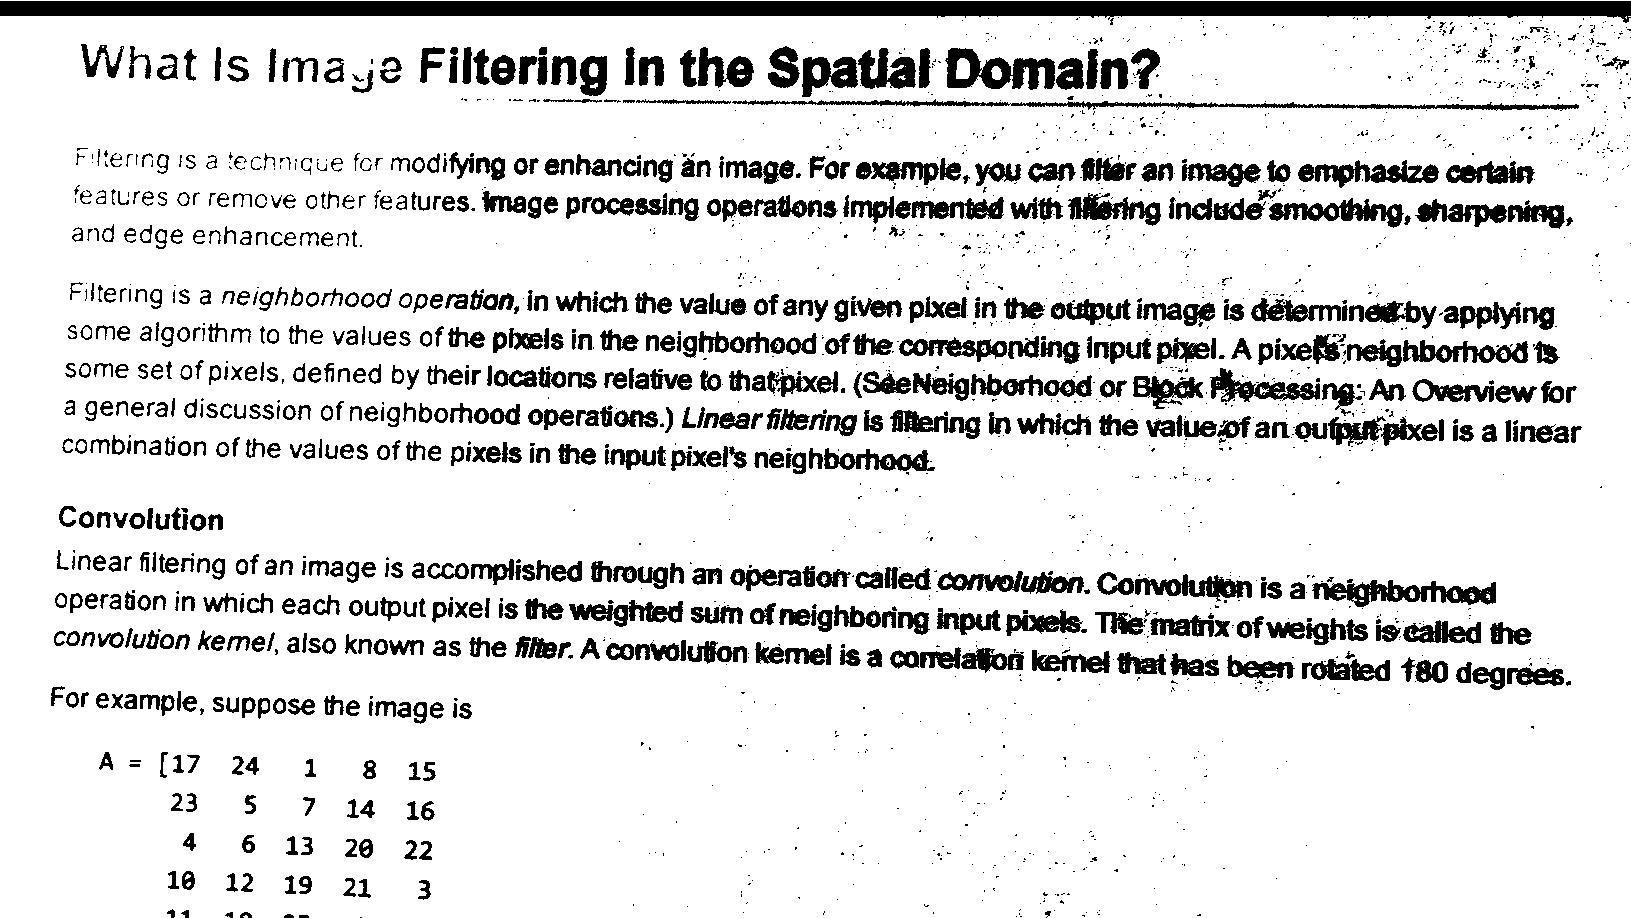 What Is Image Filtering in the Spatial Domain?
Filtering is a technique for modifying or enhancing an image. For example, you can filter an image to emphasize certain
features or remove other features. Image processing operations implemented with filtering include smoothing, sharpening,
and edge enhancement.
Filtering is a neighborhood operation, in which the value of any given pixel in the output image is determined by applying
some algorithm to the values of the pixels in the neighborhood of the corresponding input pixel. A pixel's neighborhood is
some set of pixels, defined by their locations relative to that pixel. (See Neighborhood or Block Processing: An Overview for
a general discussion of neighborhood operations.) Linear filtering is filtering in which the value of an output pixel is a linear
combination of the values of the pixels in the input pixel's neighborhood.
Convolution
Linear filtering of an image is accomplished through an operation called convolution. Convolution is a neighborhood
operation in which each output pixel is the weighted sum of neighboring input pixels. The matrix of weights is called the
convolution kernel, also known as the filter. A convolution kernel is a correlation kernel that has been rotated 180 degrees.
For example, suppose the image is
A = [17 24 1 8 15
23 5 7 14 16
4 6 13 20 22
10 12 19 21 3